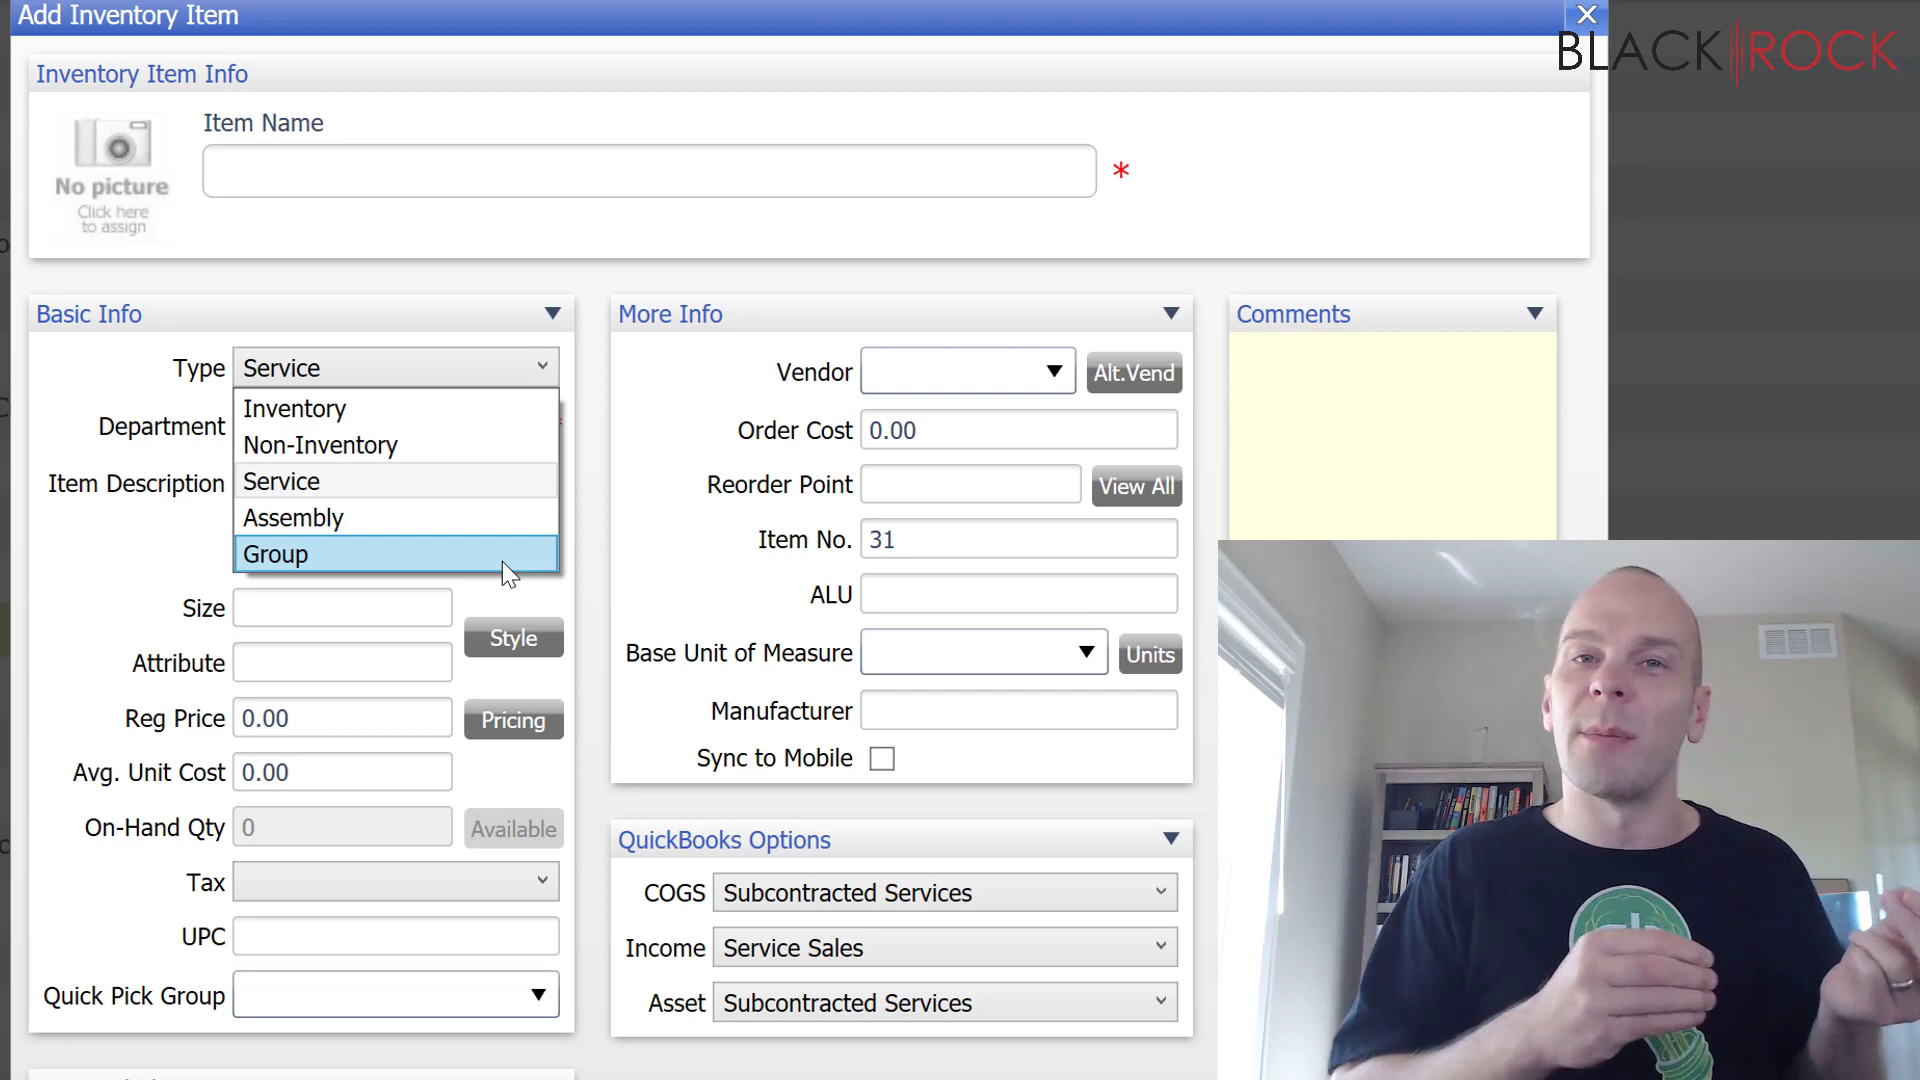 Add Inventory Item
BLACK ROCK
Inventory Item Info
Item Name
*
No picture
Click here
to assign
Basic Info
Type Service
Inventory
Non-Inventory
Service
Assembly
Group
Department
Item Description
Size
Style
Attribute
Reg Price 0.00 Pricing
Avg. Unit Cost 0.00
On-Hand Qty 0 Available
Tax
UPC
Quick Pick Group
More Info
Vendor Alt.Vend
Order Cost 0.00
Reorder Point View All
Item No. 31
ALU
Base Unit of Measure Units
Manufacturer
Sync to Mobile
QuickBooks Options
COGS Subcontracted Services
Income Service Sales
Asset Subcontracted Services
Comments